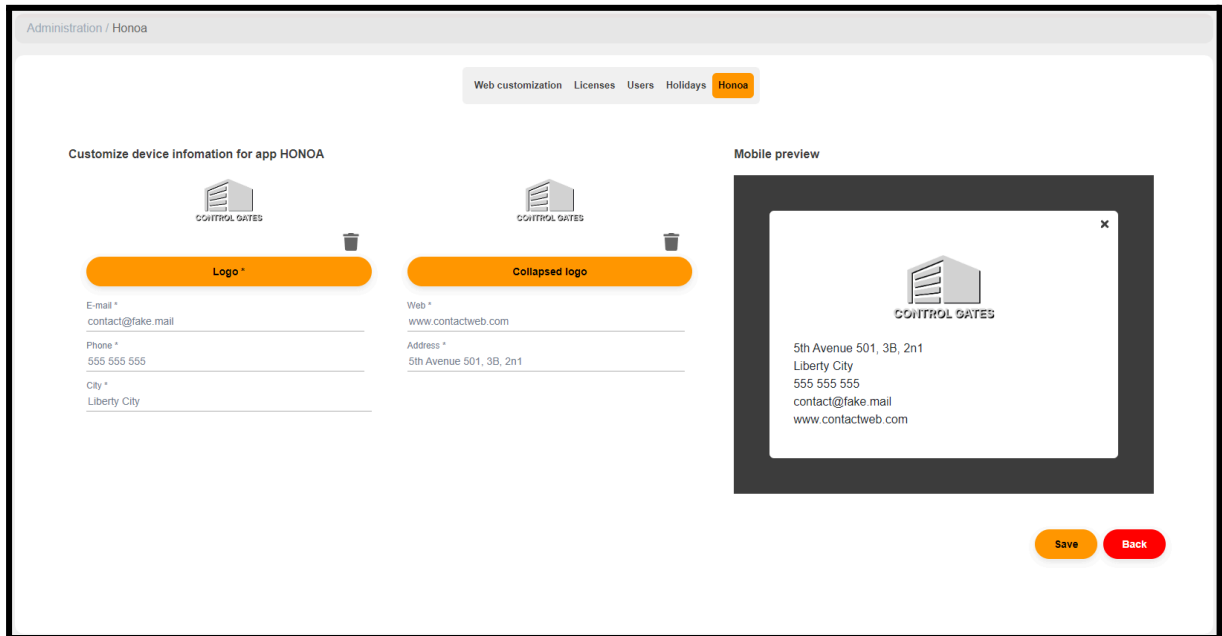 Administration / Honoa
Web customization Licenses Users Holidays Honoa
Customize device infomation for app HONOA
CONTROL GATES
CONTROL GATES
Logo *
Collapsed logo
E-mail *
contact@fake.mail
Web *
www.contactweb.com
Phone *
555 555 555
Address *
5th Avenue 501, 3B, 2n1
City *
Liberty City
Mobile preview
×
CONTROL GATES
5th Avenue 501, 3B, 2n1
Liberty City
555 555 555
contact@fake.mail
www.contactweb.com
Save
Back